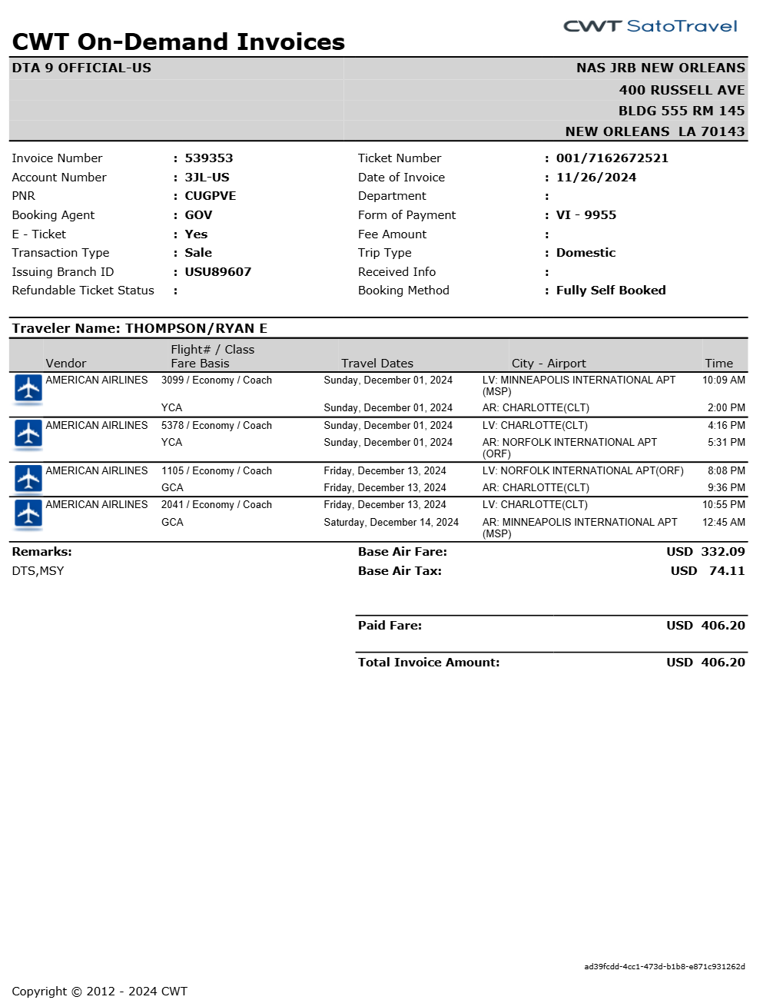 CWT SatoTravel
CWT On-Demand Invoices
DTA 9 OFFICIAL-US NAS JRB NEW ORLEANS
400 RUSSELL AVE
BLDG 555 RM 145
NEW ORLEANS LA 70143
Invoice Number : 539353 Ticket Number : 001/7162672521
Account Number : 3JL-US Date of Invoice : 11/26/2024
PNR : CUGPVE Department :
Booking Agent : GOV Form of Payment : VI - 9955
E - Ticket : Yes Fee Amount :
Transaction Type : Sale Trip Type : Domestic
Issuing Branch ID : USU89607 Received Info :
Refundable Ticket Status : Booking Method : Fully Self Booked
Traveler Name: THOMPSON/RYAN E
Flight# / Class
Vendor Fare Basis Travel Dates City - Airport Time
AMERICAN AIRLINES 3099 / Economy / Coach Sunday, December 01, 2024 LV: MINNEAPOLIS INTERNATIONAL APT 10:09 AM
(MSP)
YCA Sunday, December 01, 2024 AR: CHARLOTTE(CLT) 2:00 PM
AMERICAN AIRLINES 5378 / Economy / Coach Sunday, December 01, 2024 LV: CHARLOTTE(CLT) 4:16 PM
YCA Sunday, December 01, 2024 AR: NORFOLK INTERNATIONAL APT 5:31 PM
(ORF)
AMERICAN AIRLINES 1105 / Economy / Coach Friday, December 13, 2024 LV: NORFOLK INTERNATIONAL APT(ORF) 8:08 PM
GCA Friday, December 13, 2024 AR: CHARLOTTE(CLT) 9:36 PM
AMERICAN AIRLINES 2041 / Economy / Coach Friday, December 13, 2024 LV: CHARLOTTE(CLT) 10:55 PM
GCA Saturday, December 14, 2024 AR: MINNEAPOLIS INTERNATIONAL APT 12:45 AM
(MSP)
Remarks: Base Air Fare: USD 332.09
DTS,MSY Base Air Tax: USD 74.11
Paid Fare: USD 406.20
Total Invoice Amount: USD 406.20
ad39fcdd-4cc1-473d-b1b8-e871c931262d
Copyright © 2012 - 2024 CWT